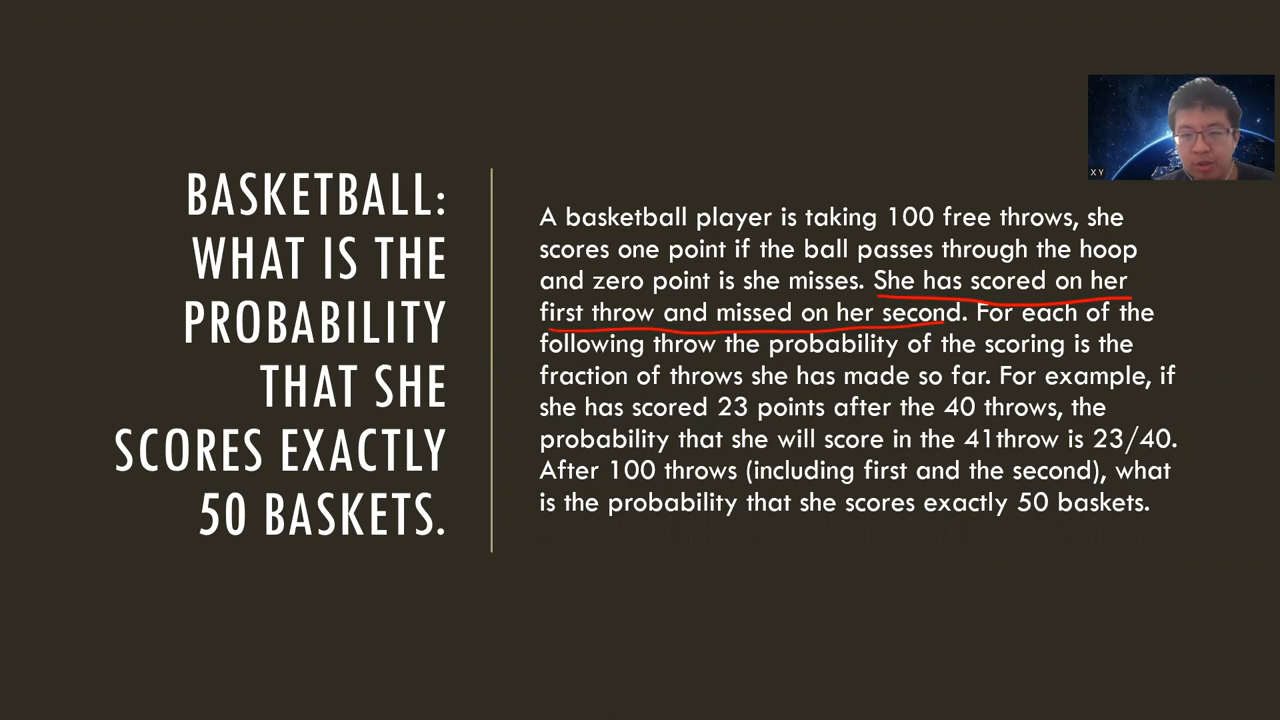 BASKETBALL:
WHAT IS THE
PROBABILITY
THAT SHE
SCORES EXACTLY
50 BASKETS.
A basketball player is taking 100 free throws, she
scores one point if the ball passes through the hoop
and zero point is she misses. She has scored on her
first throw and missed on her second. For each of the
following throw the probability of the scoring is the
fraction of throws she has made so far. For example, if
she has scored 23 points after the 40 throws, the
probability that she will score in the 41throw is 23/40.
After 100 throws (including first and the second), what
is the probability that she scores exactly 50 baskets.
X Y